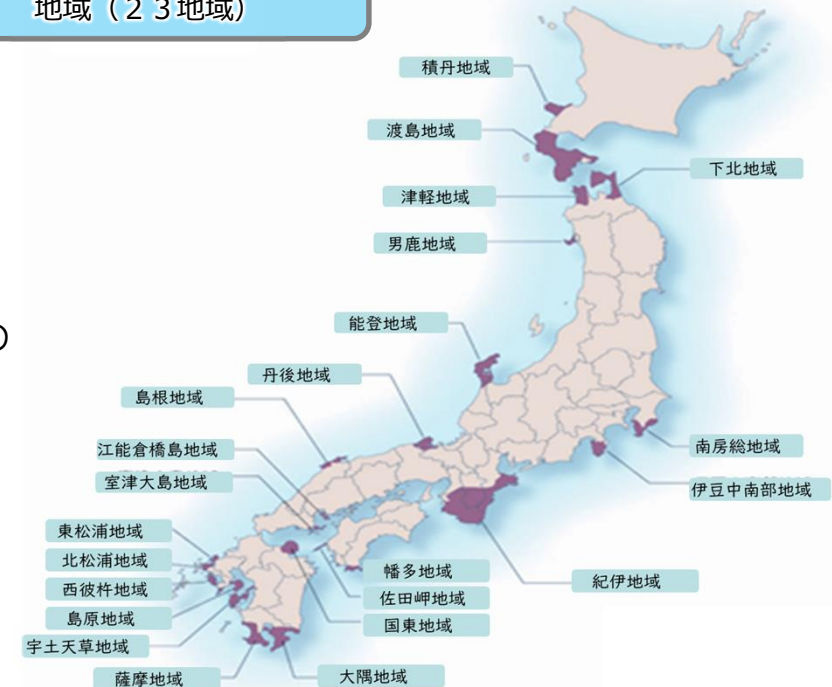 地域（２３地域）
積丹地域
渡島地域
下北地域
津軽地域
男鹿地域
能登地域
丹後地域
島根地域
江能倉橋島地域
室津大島地域
南房総地域
伊豆中南部地域
東松浦地域
北松浦地域
西彼杵地域
島原地域
宇土天草地域
幡多地域
佐田岬地域
国東地域
紀伊地域
薩摩地域
大隅地域